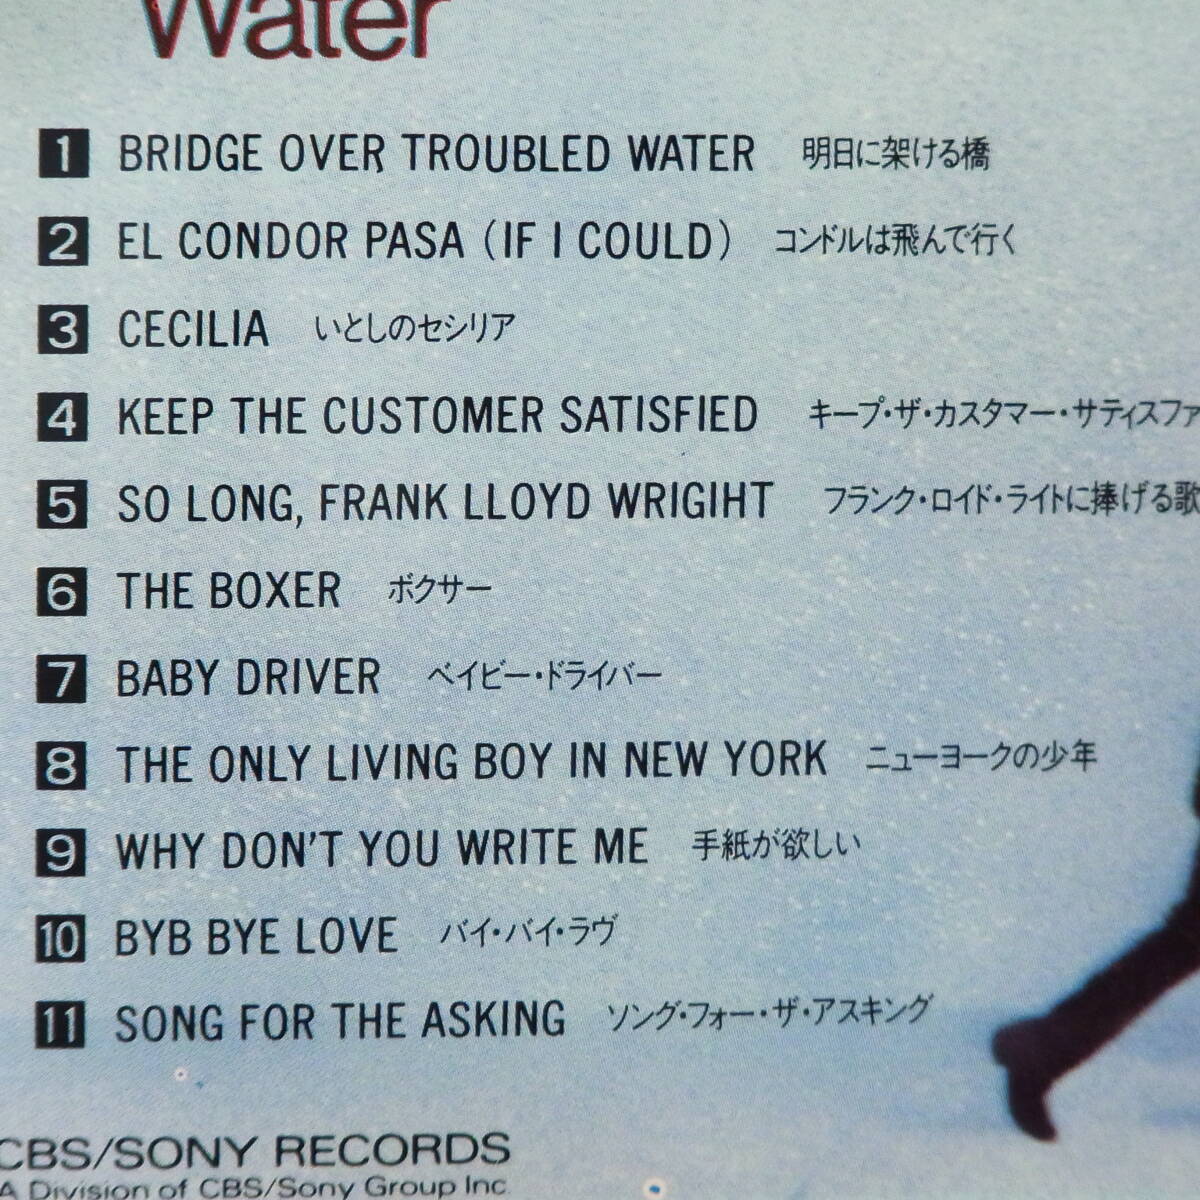 Water
1 BRIDGE OVER TROUBLED WATER 明日に架ける橋
2 EL CONDOR PASA (IF I COULD) コンドルは飛んで行く
3 CECILIA いとしのセシリア
4 KEEP THE CUSTOMER SATISFIED キープ・ザ・カスタマー・サティスファ
5 SO LONG, FRANK LLOYD WRIGIHT フランク・ロイド・ライトに捧げる歌
6 THE BOXER ボクサー
7 BABY DRIVER ベイビー・ドライバー
8 THE ONLY LIVING BOY IN NEW YORK ニューヨークの少年
9 WHY DON'T YOU WRITE ME 手紙が欲しい
10 BYB BYE LOVE バイ・バイ・ラヴ
11 SONG FOR THE ASKING ソング・フォー・ザ・アスキング
CBS/SONY RECORDS
A Division of CBS/Sony Group Inc.